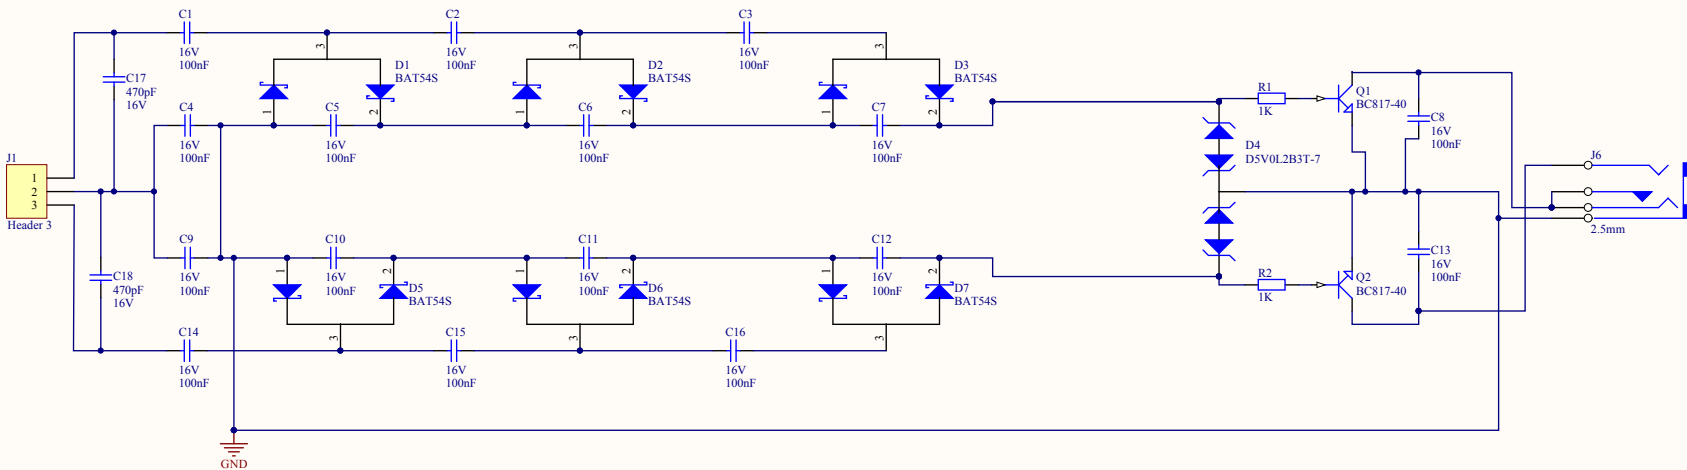 C1
16V
100nF
C2
16V
100nF
C3
16V
100nF
3
3
3
C17
470pF
16V
D1
BAT54S
D2
BAT54S
D3
BAT54S
1
2
1
2
1
2
C4
16V
100nF
C5
16V
100nF
C6
16V
100nF
C7
16V
100nF
R1
1K
Q1
BC817-40
C8
16V
100nF
D4
D5V0L2B3T-7
J1
1
2
3
Header 3
J6
2.5mm
C9
16V
100nF
C10
16V
100nF
C11
16V
100nF
C12
16V
100nF
C18
470pF
16V
1
2
1
2
1
2
D5
BAT54S
D6
BAT54S
D7
BAT54S
R2
1K
Q2
BC817-40
C13
16V
100nF
3
3
3
C14
16V
100nF
C15
16V
100nF
C16
16V
100nF
GND